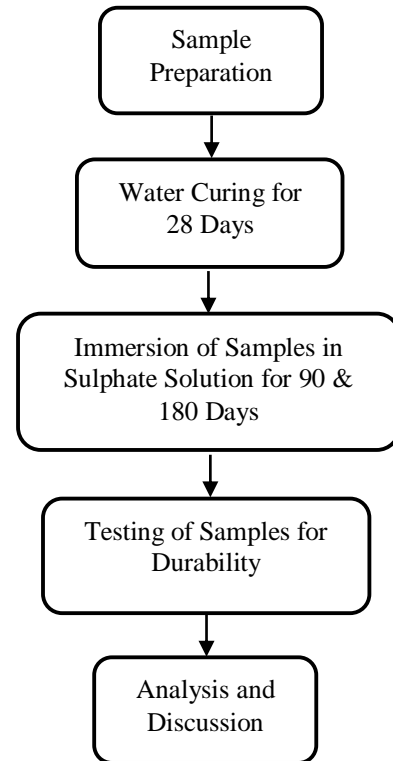 Sample
Preparation
Water Curing for
28 Days
Immersion of Samples in
Sulphate Solution for 90 &
180 Days
Testing of Samples for
Durability
Analysis and
Discussion